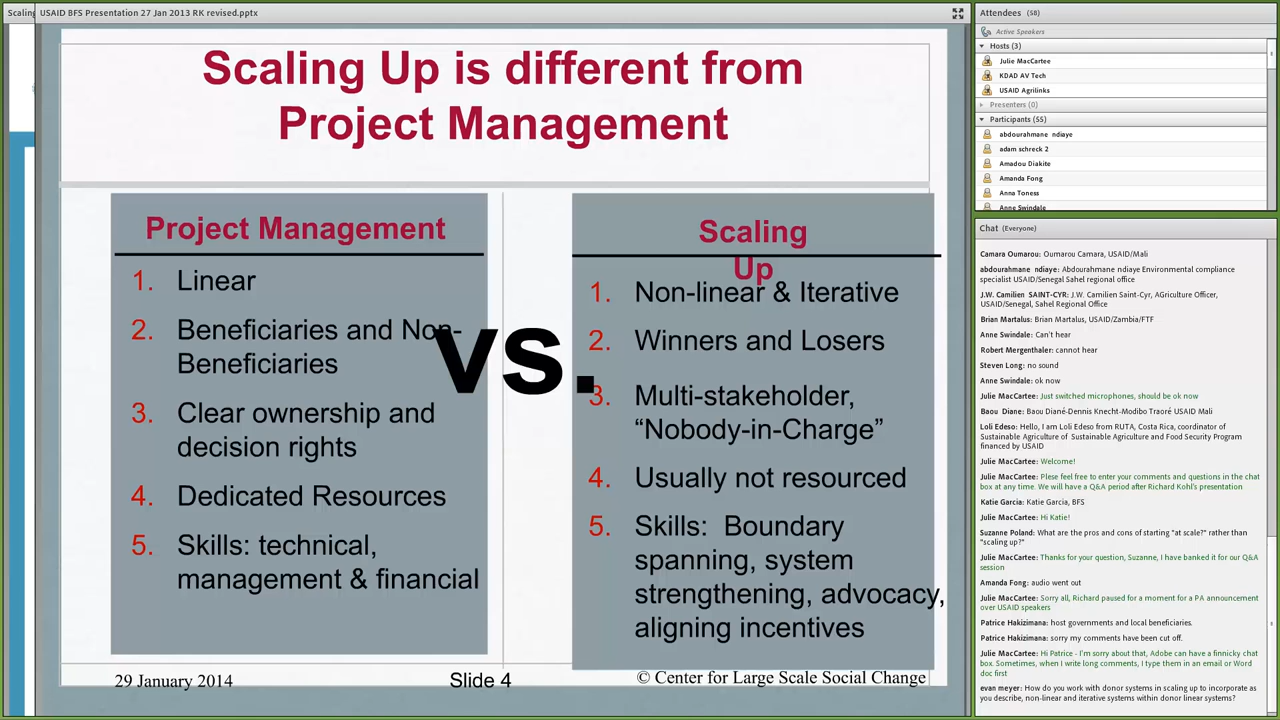 Scaling
USAID BFS Presentation 27 Jan 2013 RK revised.pptx
Scaling Up is different from
Project Management
Project Management
1. Linear
2. Beneficiaries and Non-
Beneficiaries
3. Clear ownership and
decision rights
4. Dedicated Resources
5. Skills: technical,
management & financial
vs.
Scaling
Up
1. Non-linear & Iterative
2. Winners and Losers
3. Multi-stakeholder,
“Nobody-in-Charge”
4. Usually not resourced
5. Skills: Boundary
spanning, system
strengthening, advocacy,
aligning incentives
29 January 2014
Slide 4
© Center for Large Scale Social Change
Attendees (58)
Active Speakers
Hosts (3)
Julie MacCartee
KDAD AV Tech
USAID Agrilinks
Presenters (0)
Participants (55)
abdourahmane ndiaye
adam schreck 2
Amadou Diakite
Amanda Fong
Anna Toness
Anne Swindale
Chat (Everyone)
Camara Oumarou: Oumarou Camara, USAID/Mali
abdourahmane ndiaye: Abdourahmane ndiaye Environmental compliance
specialist USAID/Senegal Sahel regional office
J.W. Camilien SAINT-CYR: J.W. Camilien Saint-Cyr, AGriculture Officer,
USAID/Senegal, Sahel Regional Office
Brian Martalus: Brian Martalus, USAID/Zambia/FTF
Anne Swindale: Can't hear
Robert Mergenthaler: cannot hear
Steven Long: no sound
Anne Swindale: ok now
Julie MacCartee: Just switched microphones, should be ok now
Baou Diane: Baou Diané-Dennis Knecht-Modibo Traoré USAID Mali
Loli Edeso: Hello, I am Loli Edeso from RUTA, Costa Rica, coordinator of
Sustainable Agriculture of Sustainable Agriculture and Food Security Program
financed by USAID
Julie MacCartee: Welcome!
Julie MacCartee: Plese feel free to enter your comments and questions in the chat
box at any time. We will have a Q&A period after Richard Kohl's presentation
Katie Garcia: Katie Garcia, BFS
Julie MacCartee: Hi Katie!
Suzanne Poland: What are the pros and cons of starting "at scale?" rather than
"scaling up?"
Julie MacCartee: Thanks for your question, Suzanne, I have banked it for our Q&A
session
Amanda Fong: audio went out
Julie MacCartee: Sorry all, Richard paused for a moment for a PA announcement
over USAID speakers
Patrice Hakizimana: host governments and local beneficiaries.
Patrice Hakizimana: sorry my comments have been cut off.
Julie MacCartee: Hi Patrice - I'm sorry about that, Adobe can have a finnicky chat
box. Sometimes, when I write long comments, I type them in an email or Word
doc first
evan meyer: How do you work with donor systems in scaling up to incorporate as
you describe, non-linear and iterative systems within donor linear systems?